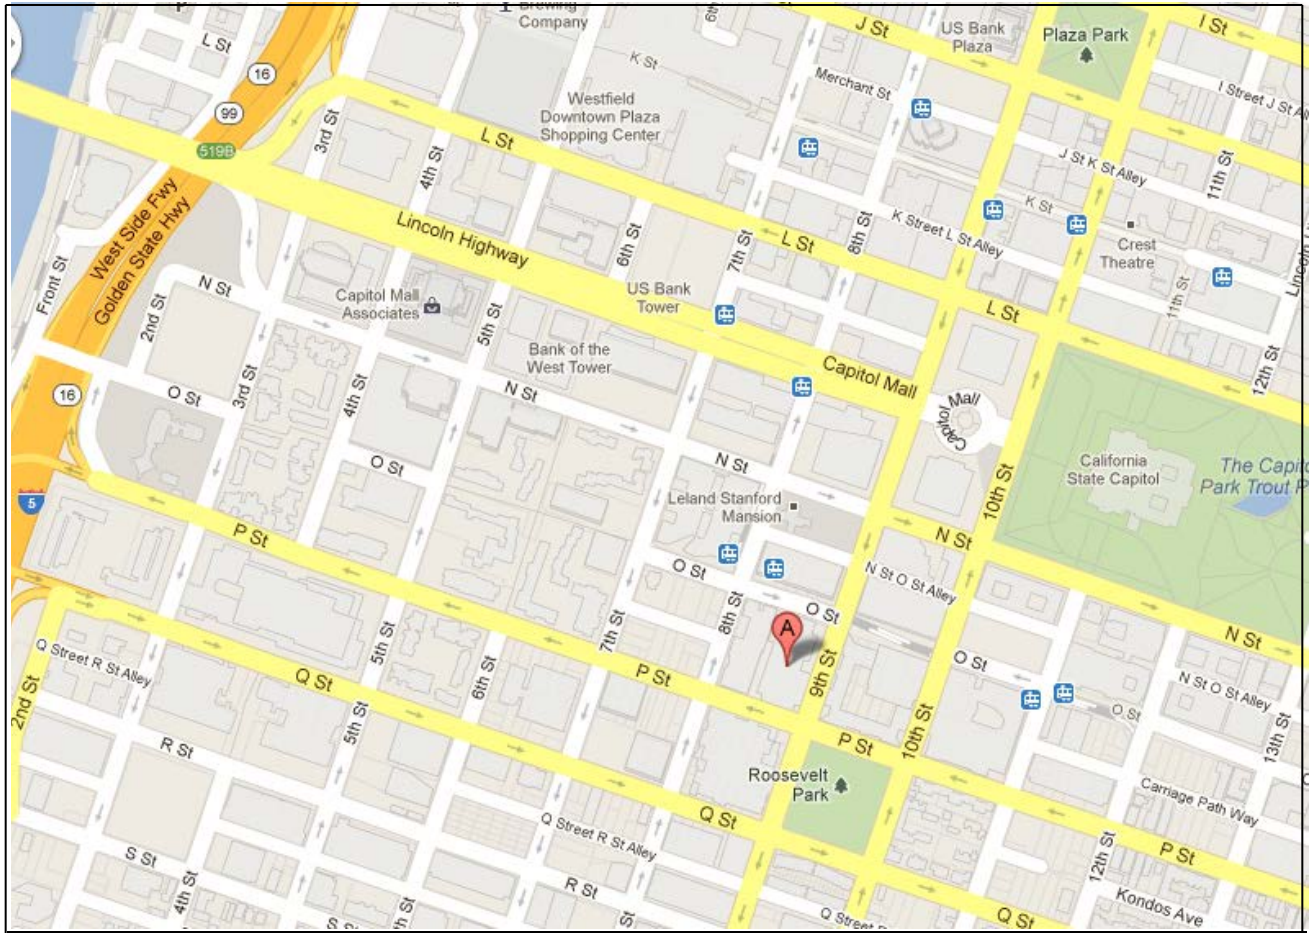 Brewing
Company
6th
J St
US Bank
Plaza
Plaza Park
I St
L St
16
K St
Merchant St
I Street J St
99
Westfield
Downtown Plaza
Shopping Center
3rd St
L St
519B
4th St
J St K St Alley
11th St
West Side Fwy
Golden State Hwy
Lincoln Highway
6th St
7th St
L St
8th St
K Street L St Alley
K St
Crest
Theatre
Front St
N St
2nd St
Capitol Mall
Associates
5th St
US Bank
Tower
L St
11th St
Lincoln
Bank of the
West Tower
Capitol Mall
12th St
16
O St
3rd St
4th St
N St
Capitol Mall
O St
N St
California
State Capitol
The Capito
Park Trout P
5
Leland Stanford
Mansion
10th St
P St
N St
O St
N St O St Alley
8th St
O St
A
N St
Q Street R St Alley
5th St
7th St
6th St
P St
9th St
O St
N St O St Alley
2nd St
Q St
5th St
10th St
O St
13th St
R St
P St
Roosevelt
Park
Carriage Path Way
Q St
Q Street R St Alley
S St
4th St
P St
12th St
R St
Kondos Ave
Q St